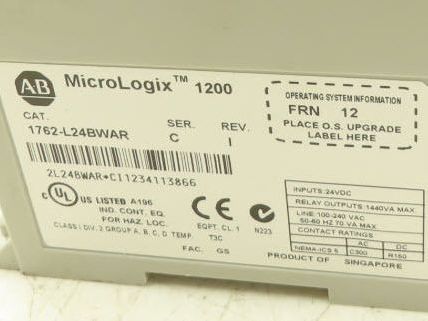 AB MicroLogix™ 1200
CAT. SER. REV.
1762-L24BWAR C I
2L24BWAR*CI1234113866
OPERATING SYSTEM INFORMATION
FRN 12
PLACE O.S. UPGRADE
LABEL HERE
c UL US LISTED A196
IND. CONT. EQ.
FOR HAZ. LOC.
CLASS I DIV. 2 GROUP A, B, C, D TEMP. T3C
CE EQPT. CL. 1
N223
FAC. GS
INPUTS:24VDC
RELAY OUTPUTS:1440VA MAX
LINE:100-240 VAC
50-60 HZ 70 VA MAX
CONTACT RATINGS
AC DC
NEMA-ICS 5 C300 R150
PRODUCT OF SINGAPORE